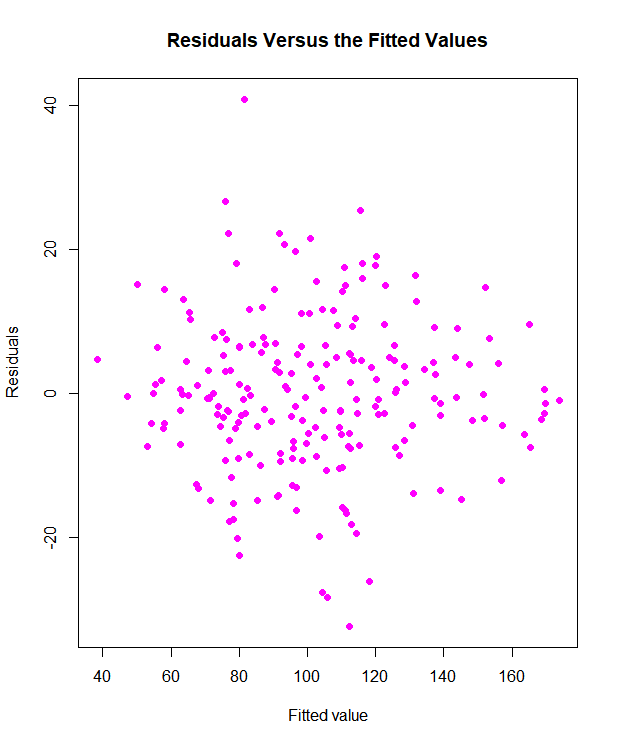 Residuals Versus the Fitted Values
40
20
0
-20
Residuals
40 60 80 100 120 140 160
Fitted value